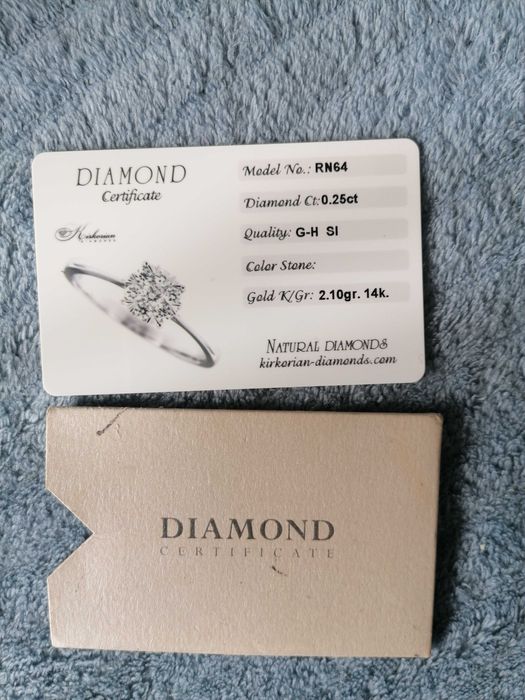 DIAMOND
Certificate
Kirkorian
DIAMONDS
Model No.: RN64
Diamond Ct:0.25ct
Quality: G-H SI
Color Stone:
Gold K/Gr: 2.10gr. 14k.
NATURAL DIAMONDS
kirkorian-diamonds.com
DIAMOND
CERTIFICATE